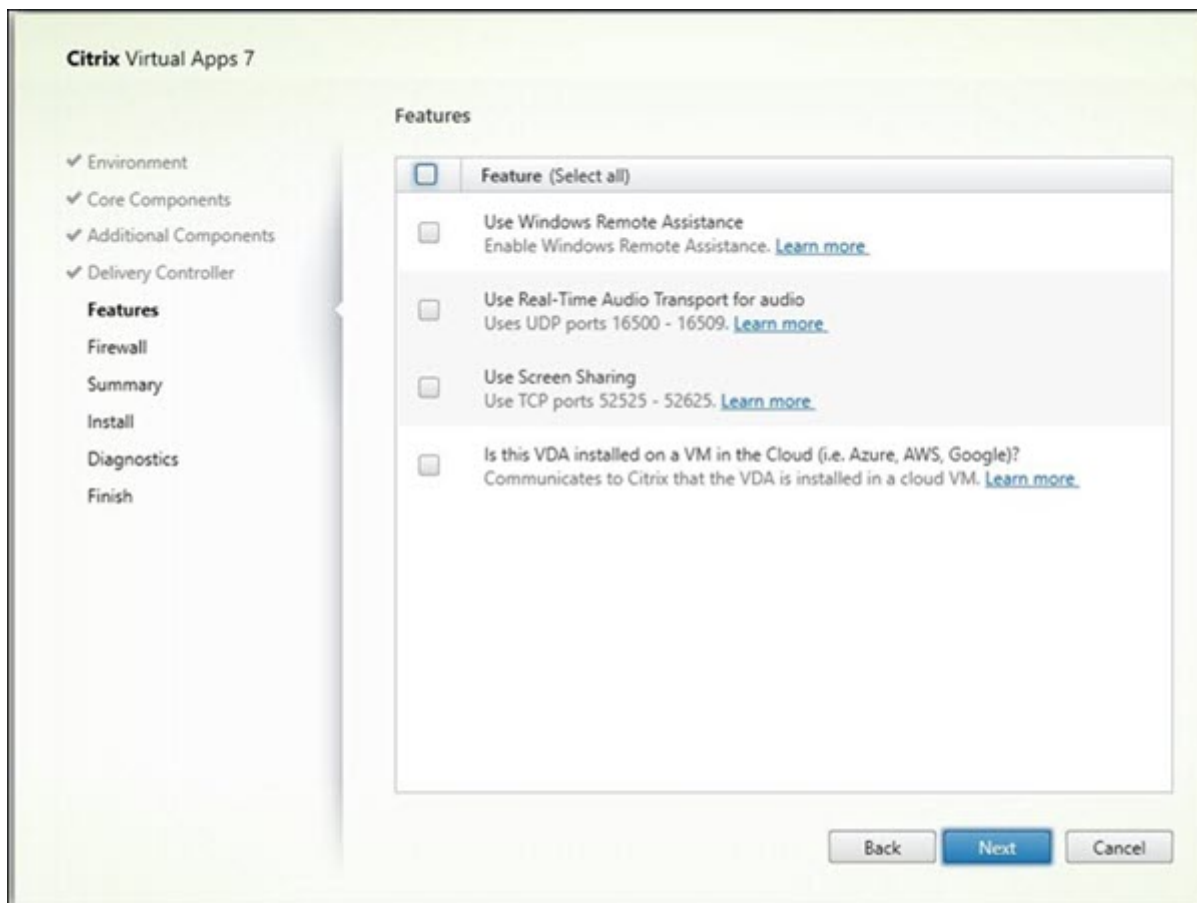 Citrix Virtual Apps 7
Environment
Core Components
Additional Components
Delivery Controller
Features
Firewall
Summary
Install
Diagnostics
Finish
Features
Feature (Select all)
Use Windows Remote Assistance
Enable Windows Remote Assistance. Learn more
Use Real-Time Audio Transport for audio
Uses UDP ports 16500 - 16509. Learn more
Use Screen Sharing
Use TCP ports 52525 - 52625. Learn more
Is this VDA installed on a VM in the Cloud (i.e. Azure, AWS, Google)?
Communicates to Citrix that the VDA is installed in a cloud VM. Learn more
Back
Next
Cancel